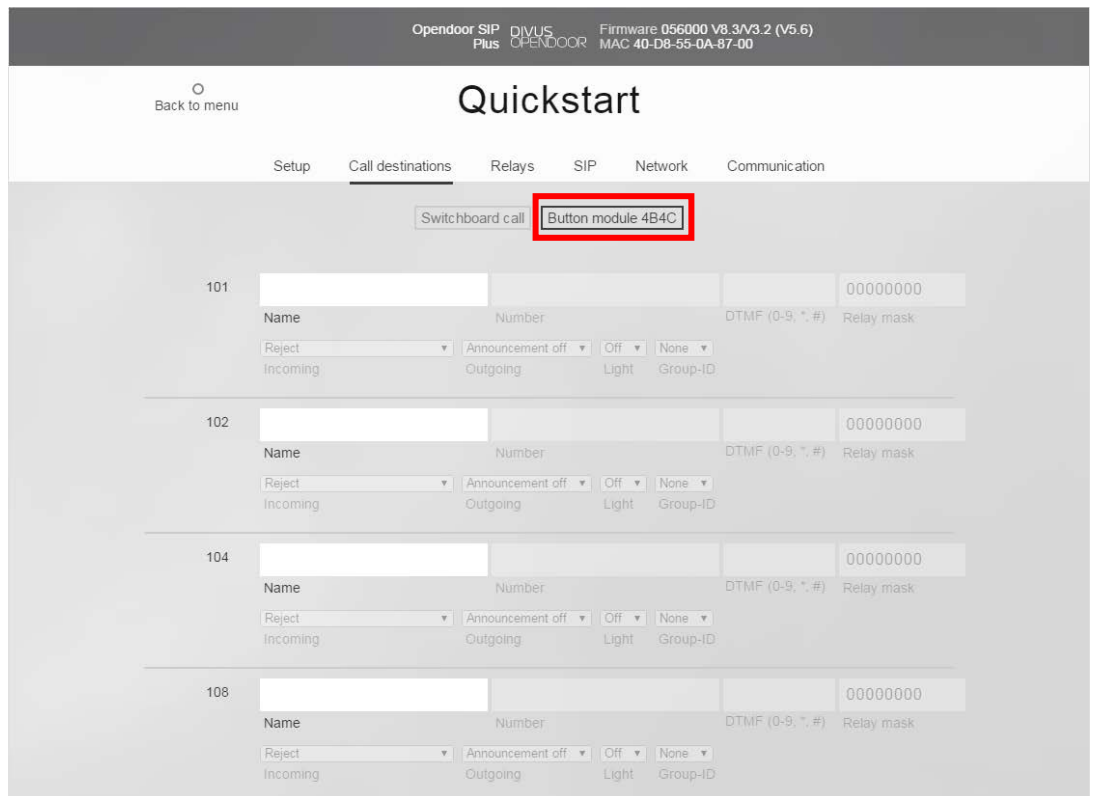 Opendoor SIP Plus DIVUS OPENDOOR Firmware 056000 V8.3/V3.2 (V5.6)
MAC 40-D8-55-0A-87-00
Back to menu
Quickstart
Setup Call destinations Relays SIP Network Communication
Switchboard call Button module 4B4C
101 00000000
Name Number DTMF (0-9, *, #) Relay mask
Reject Announcement off Off None
Incoming Outgoing Light Group-ID
102 00000000
Name Number DTMF (0-9, *, #) Relay mask
Reject Announcement off Off None
Incoming Outgoing Light Group-ID
104 00000000
Name Number DTMF (0-9, *, #) Relay mask
Reject Announcement off Off None
Incoming Outgoing Light Group-ID
108 00000000
Name Number DTMF (0-9, *, #) Relay mask
Reject Announcement off Off None
Incoming Outgoing Light Group-ID